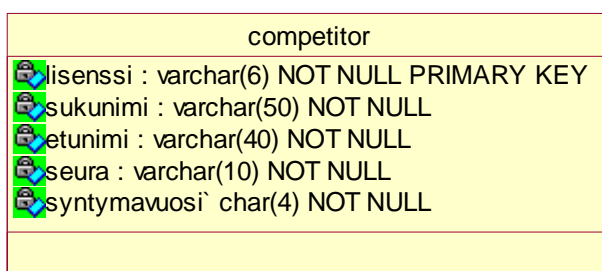 competitor
lisenssi : varchar(6) NOT NULL PRIMARY KEY
sukunimi : varchar(50) NOT NULL
etunimi : varchar(40) NOT NULL
seura : varchar(10) NOT NULL
syntymavuosi` char(4) NOT NULL